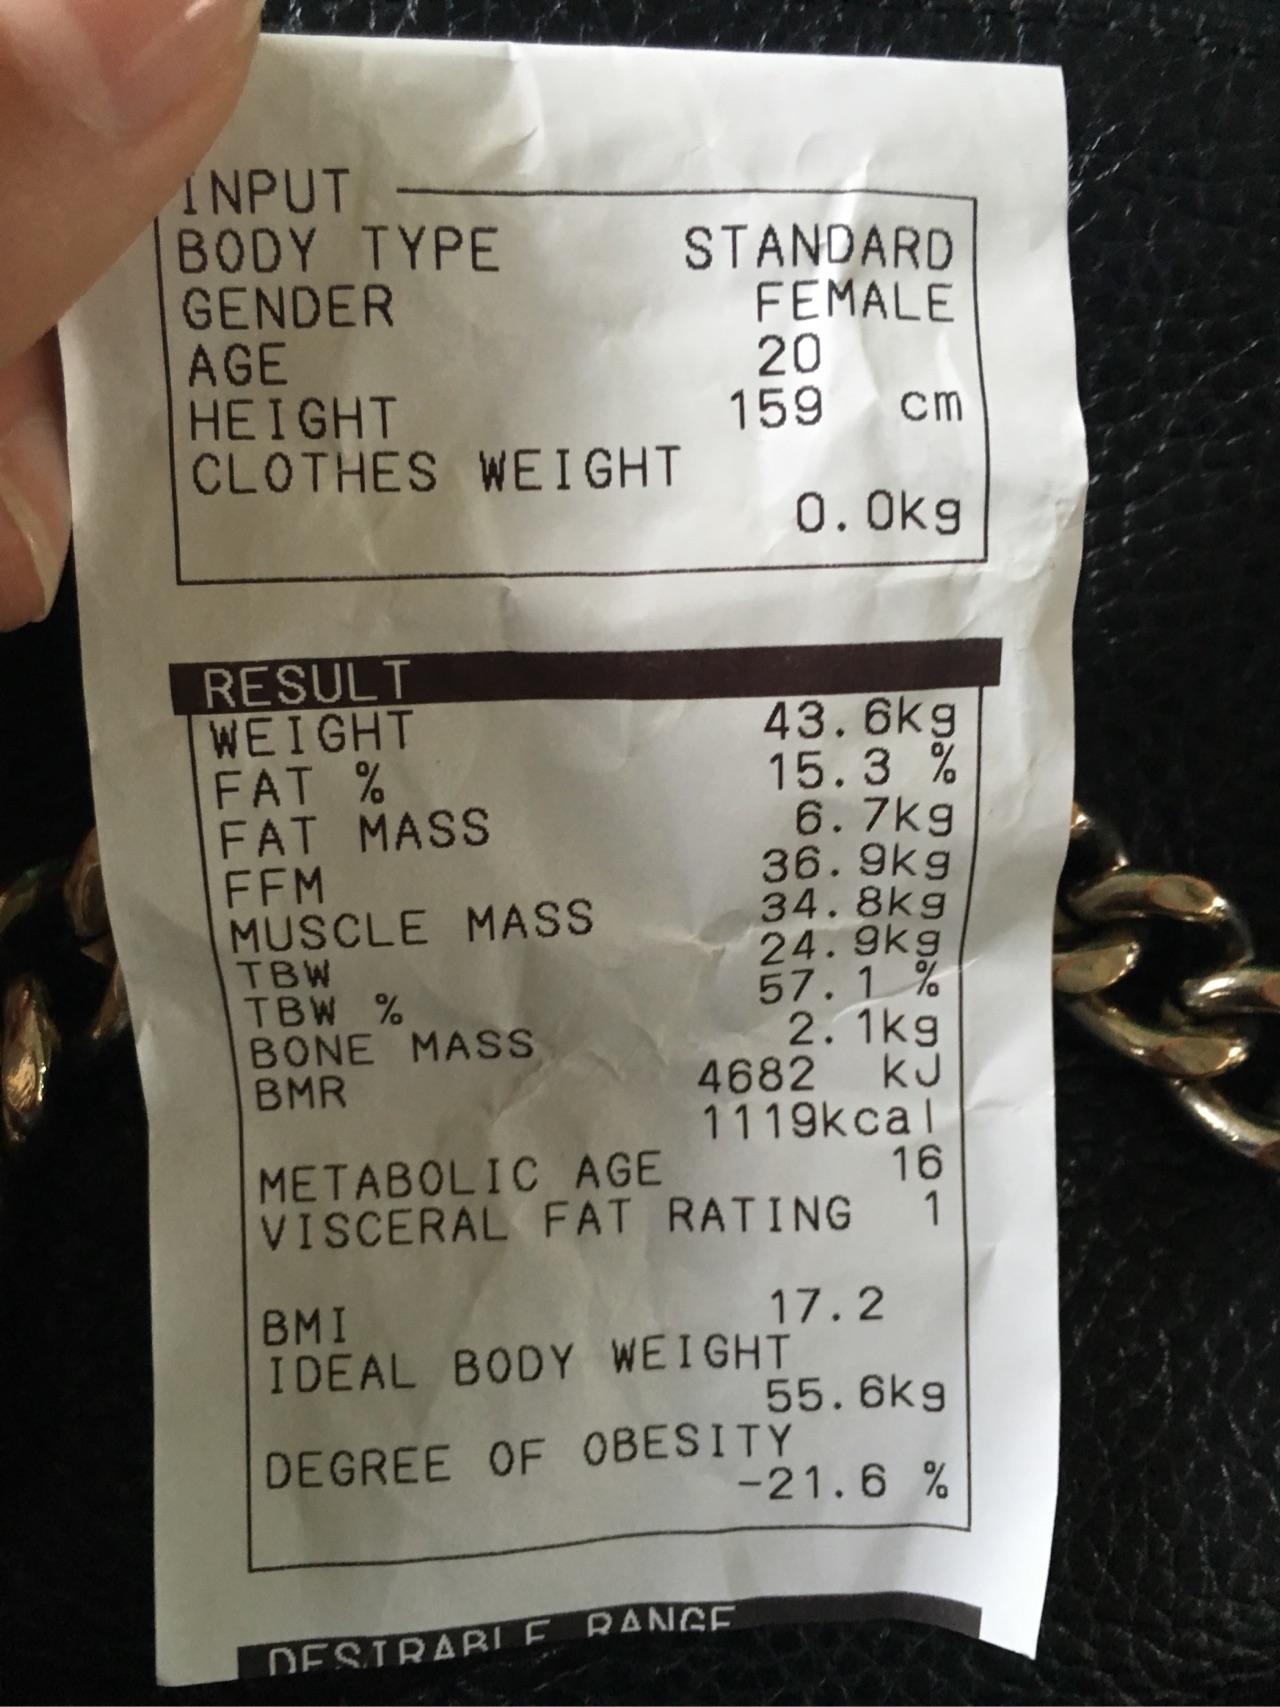 INPUT
BODY TYPE STANDARD
GENDER FEMALE
AGE 20
HEIGHT 159 cm
CLOTHES WEIGHT
0.0kg
RESULT
WEIGHT 43.6kg
FAT % 15.3 %
FAT MASS 6.7kg
FFM 36.9kg
MUSCLE MASS 34.8kg
TBW 24.9kg
TBW % 57.1 %
BONE MASS 2.1kg
BMR 4682 kJ
1119kcal
METABOLIC AGE 16
VISCERAL FAT RATING 1
BMI 17.2
IDEAL BODY WEIGHT
55.6kg
DEGREE OF OBESITY
-21.6 %
DESIRABLE RANGE